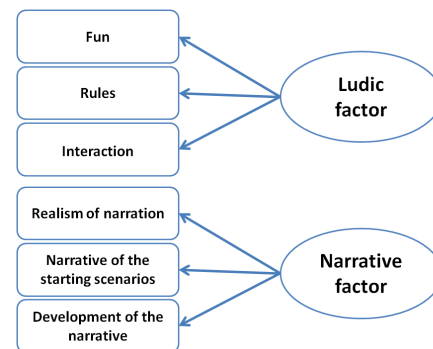 Fun
Rules
Interaction
Ludic
factor
Realism of narration
Narrative of the
starting scenarios
Development of the
narrative
Narrative
factor